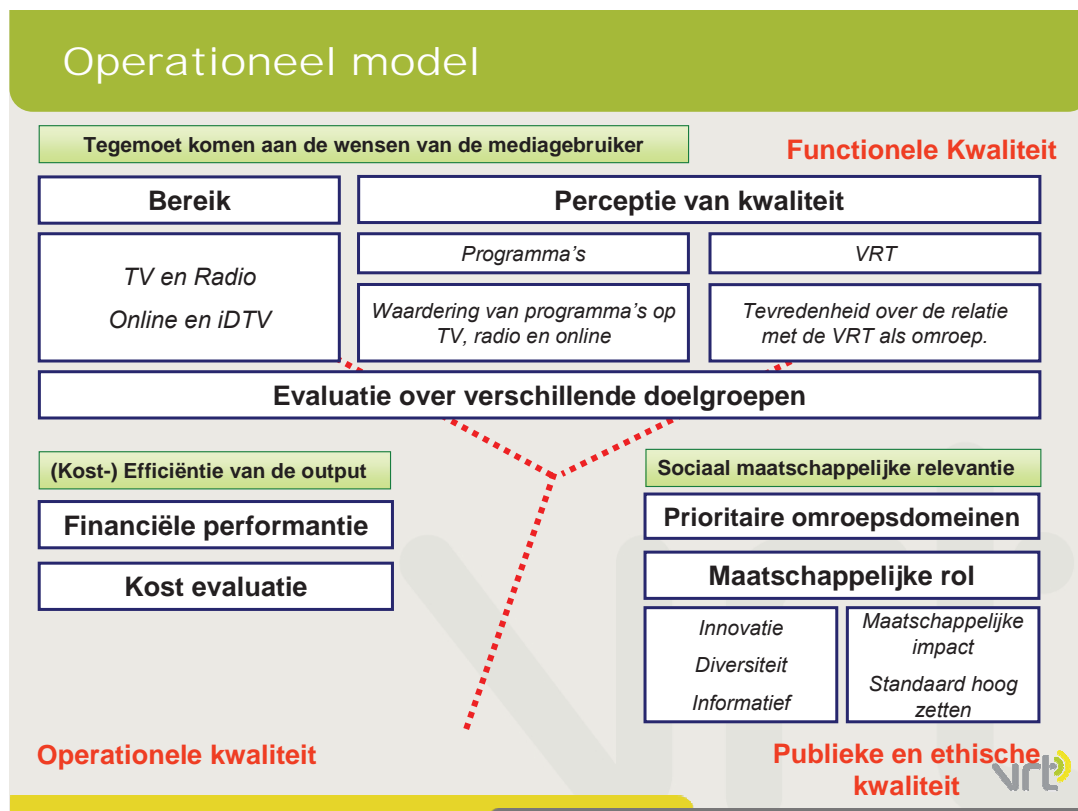 Operationeel model
Tegemoet komen aan de wensen van de mediagebruiker
Functionele Kwaliteit
Bereik
Perceptie van kwaliteit
TV en Radio
Online en iDTV
Programma's
VRT
Waardering van programma's op
TV, radio en online
Tevredenheid over de relatie
met de VRT als omroep.
Evaluatie over verschillende doelgroepen
(Kost-) Efficiëntie van de output
Financiële performantie
Kost evaluatie
Sociaal maatschappelijke relevantie
Prioritaire omroepsdomeinen
Maatschappelijke rol
Innovatie
Diversiteit
Informatief
Maatschappelijke
impact
Standaard hoog
zetten
Operationele kwaliteit
Publieke en ethische
kwaliteit
vrt